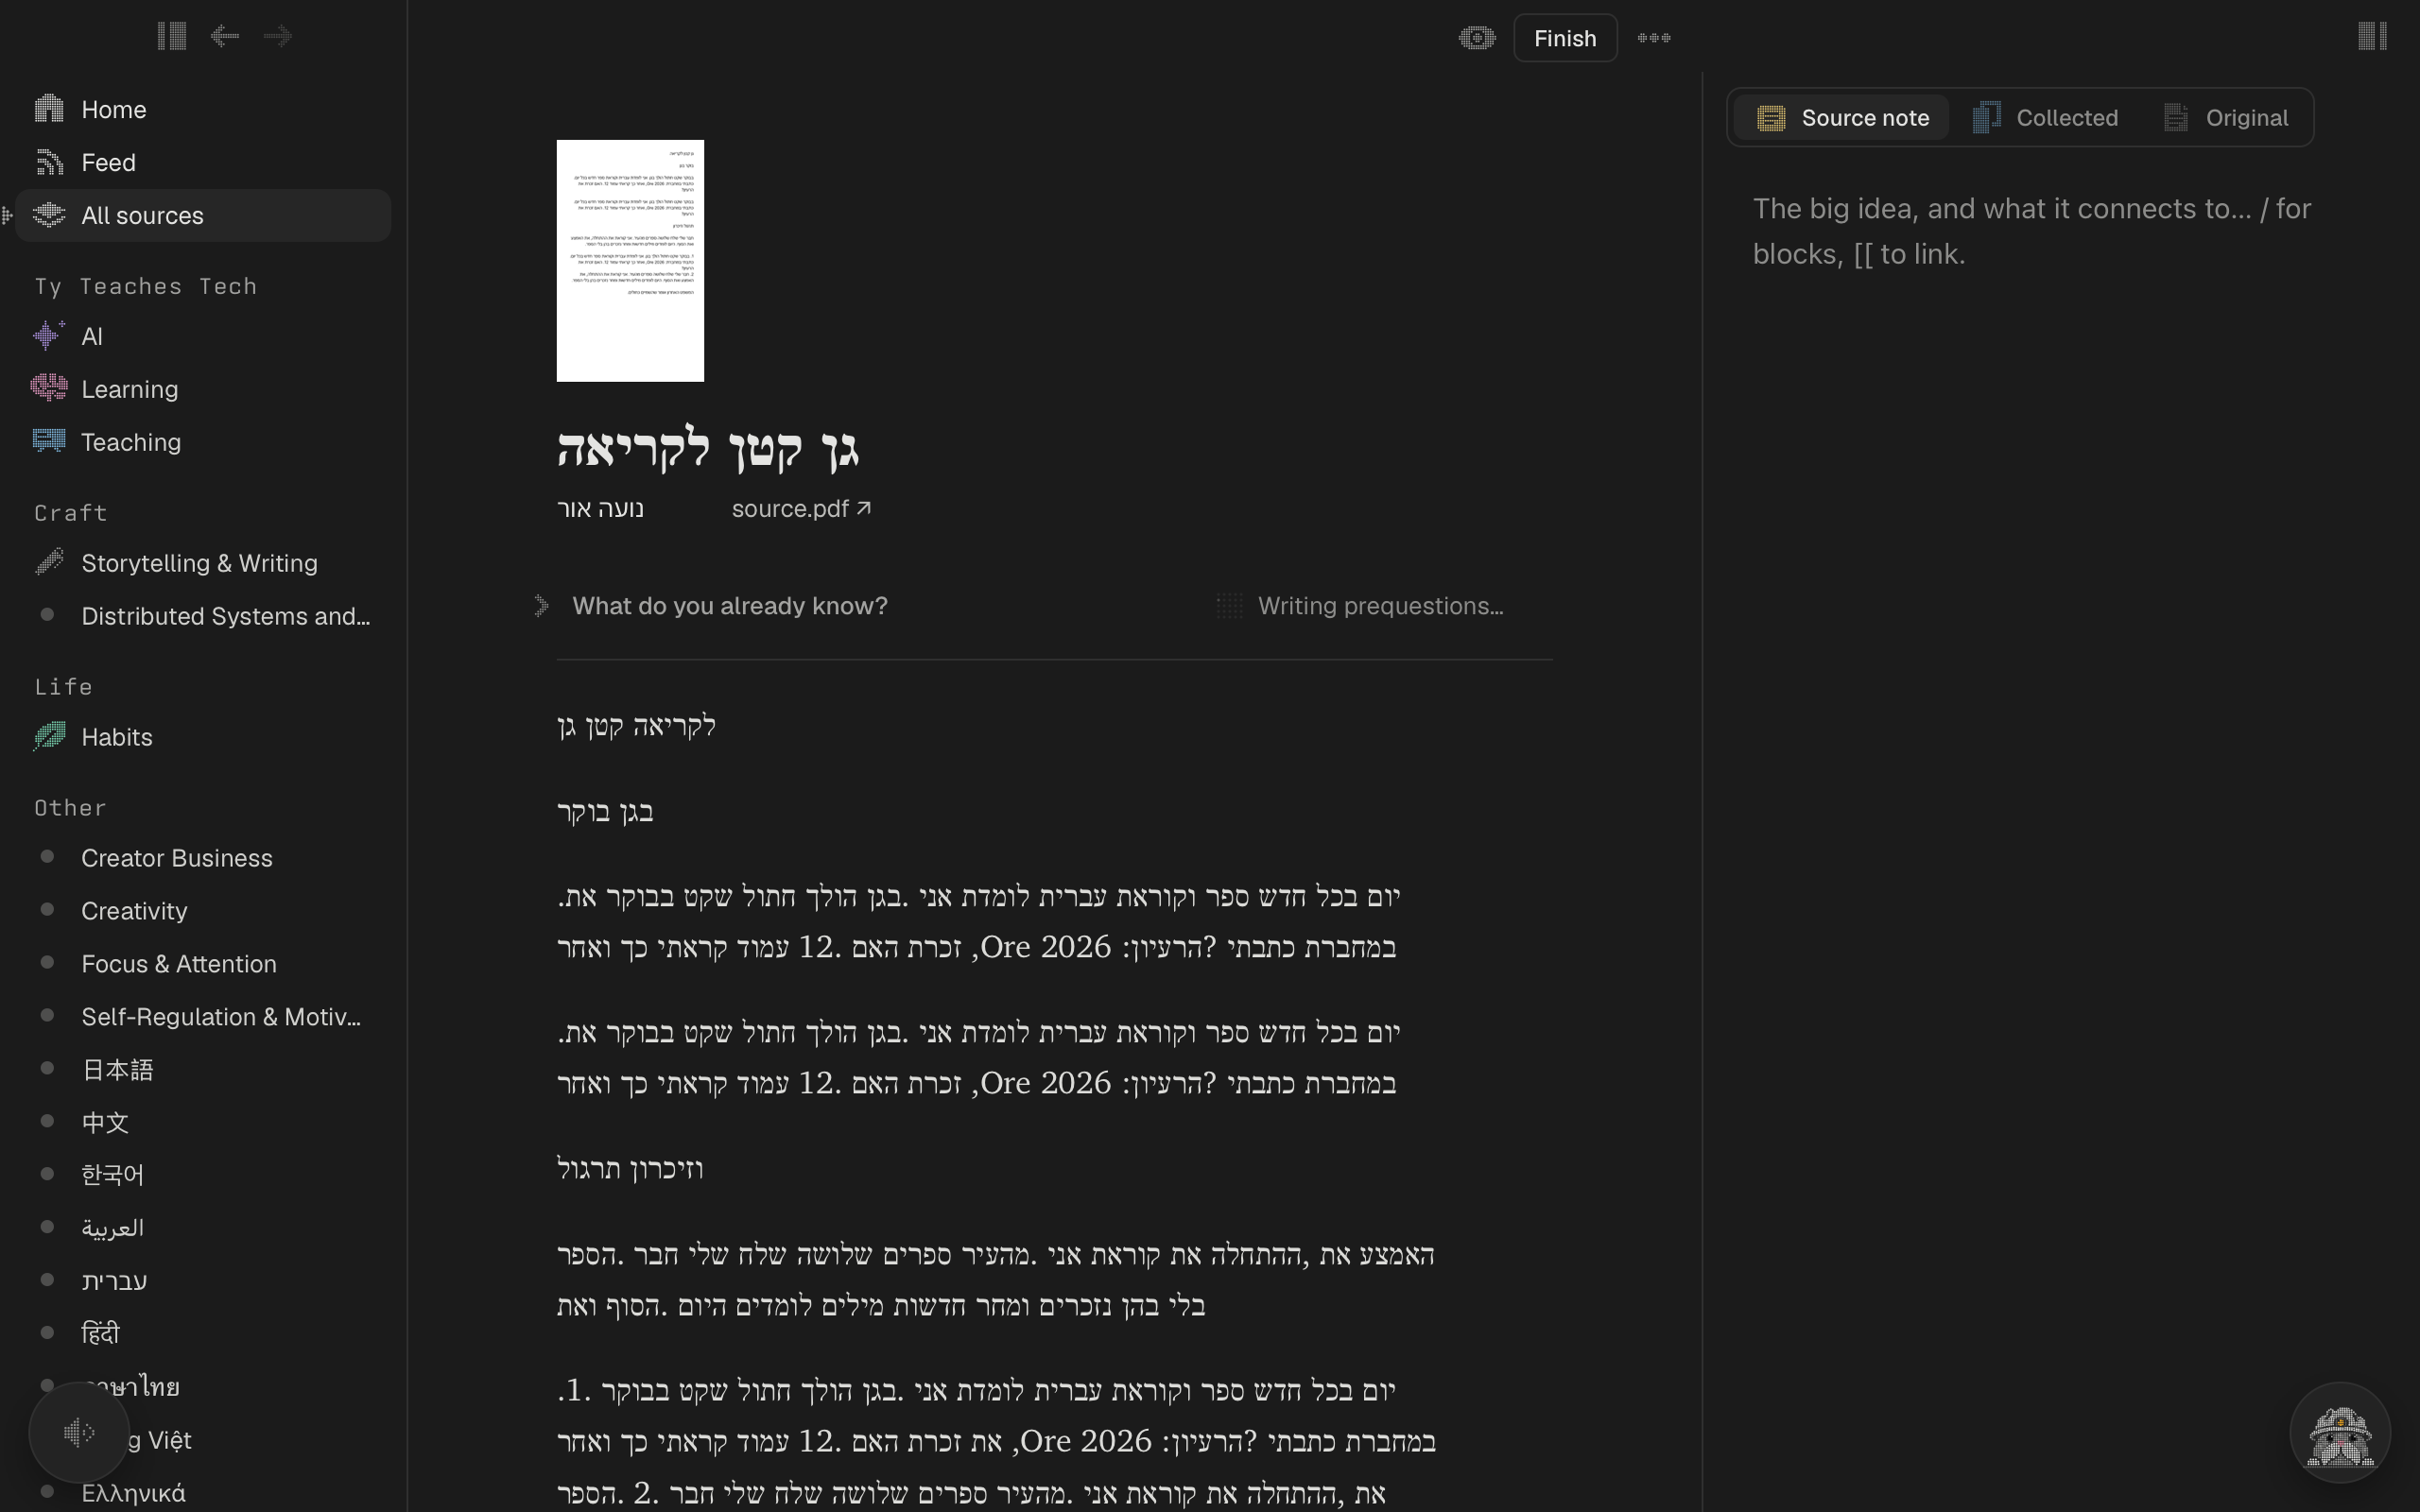 Finish
Home
Feed
All sources
Ty Teaches Tech
AI
Learning
Teaching
Craft
Storytelling & Writing
Distributed Systems and...
Life
Habits
Other
Creator Business
Creativity
Focus & Attention
Self-Regulation & Motiv...
日本語
中文
한국어
العربية
עברית
हिंदी
ภาษาไทย
g Việt
Ελληνικά
גן קטן לקריאה
נועה אור
source.pdf ↗
What do you already know?
Writing prequestions...
לקריאה קטן גן
בגן בוקר
יום בכל חדש ספר וקוראת עברית לומדת אני .בגן הולך חתול שקט בבוקר את.
במחברת כתבתי ?הרעיון: Ore 2026, זכרת האם .12 עמוד קראתי כך ואחר
יום בכל חדש ספר וקוראת עברית לומדת אני .בגן הולך חתול שקט בבוקר את.
במחברת כתבתי ?הרעיון: Ore 2026, זכרת האם .12 עמוד קראתי כך ואחר
וזיכרון תרגול
האמצע את ,ההתחלה את קוראת אני .מהעיר ספרים שלושה שלח שלי חבר .הספר
בלי בהן נזכרים ומחר חדשות מילים לומדים היום .הסוף ואת
יום בכל חדש ספר וקוראת עברית לומדת אני .בגן הולך חתול שקט בבוקר .1.
במחברת כתבתי ?הרעיון: Ore 2026, את זכרת האם .12 עמוד קראתי כך ואחר
את ,ההתחלה את קוראת אני .מהעיר ספרים שלושה שלח שלי חבר .2 .הספר
Source note
Collected
Original
The big idea, and what it connects to... / for
blocks, [[ to link.